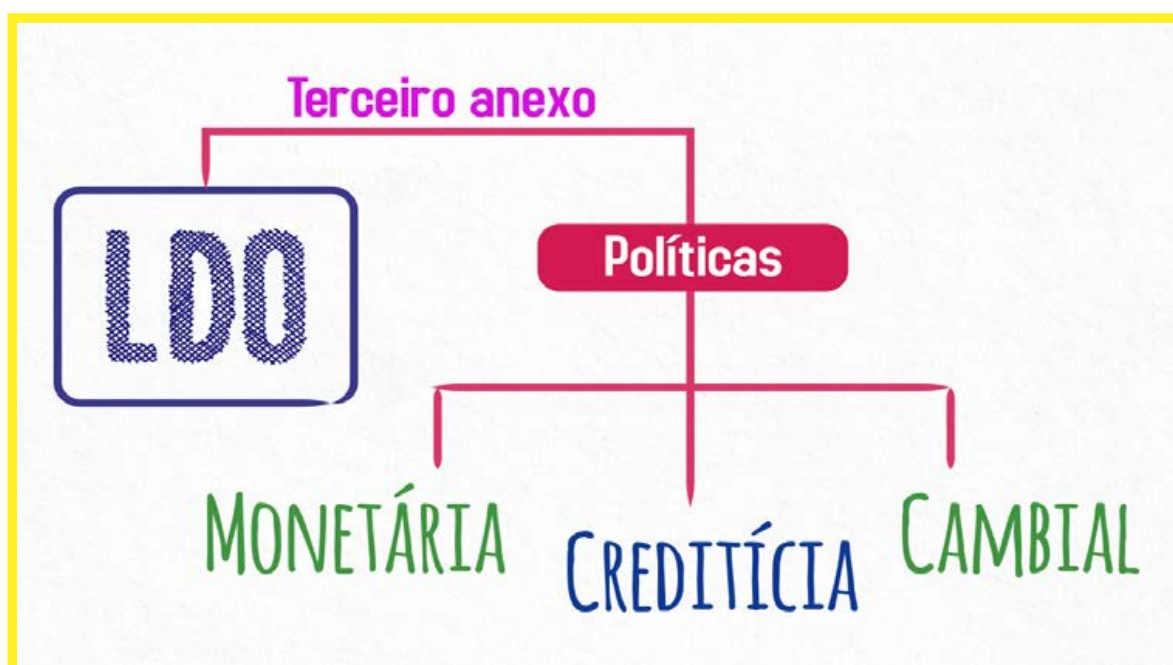 Terceiro anexo
LDO
Políticas
MONETÁRIA
CREDITÍCIA
CAMBIAL